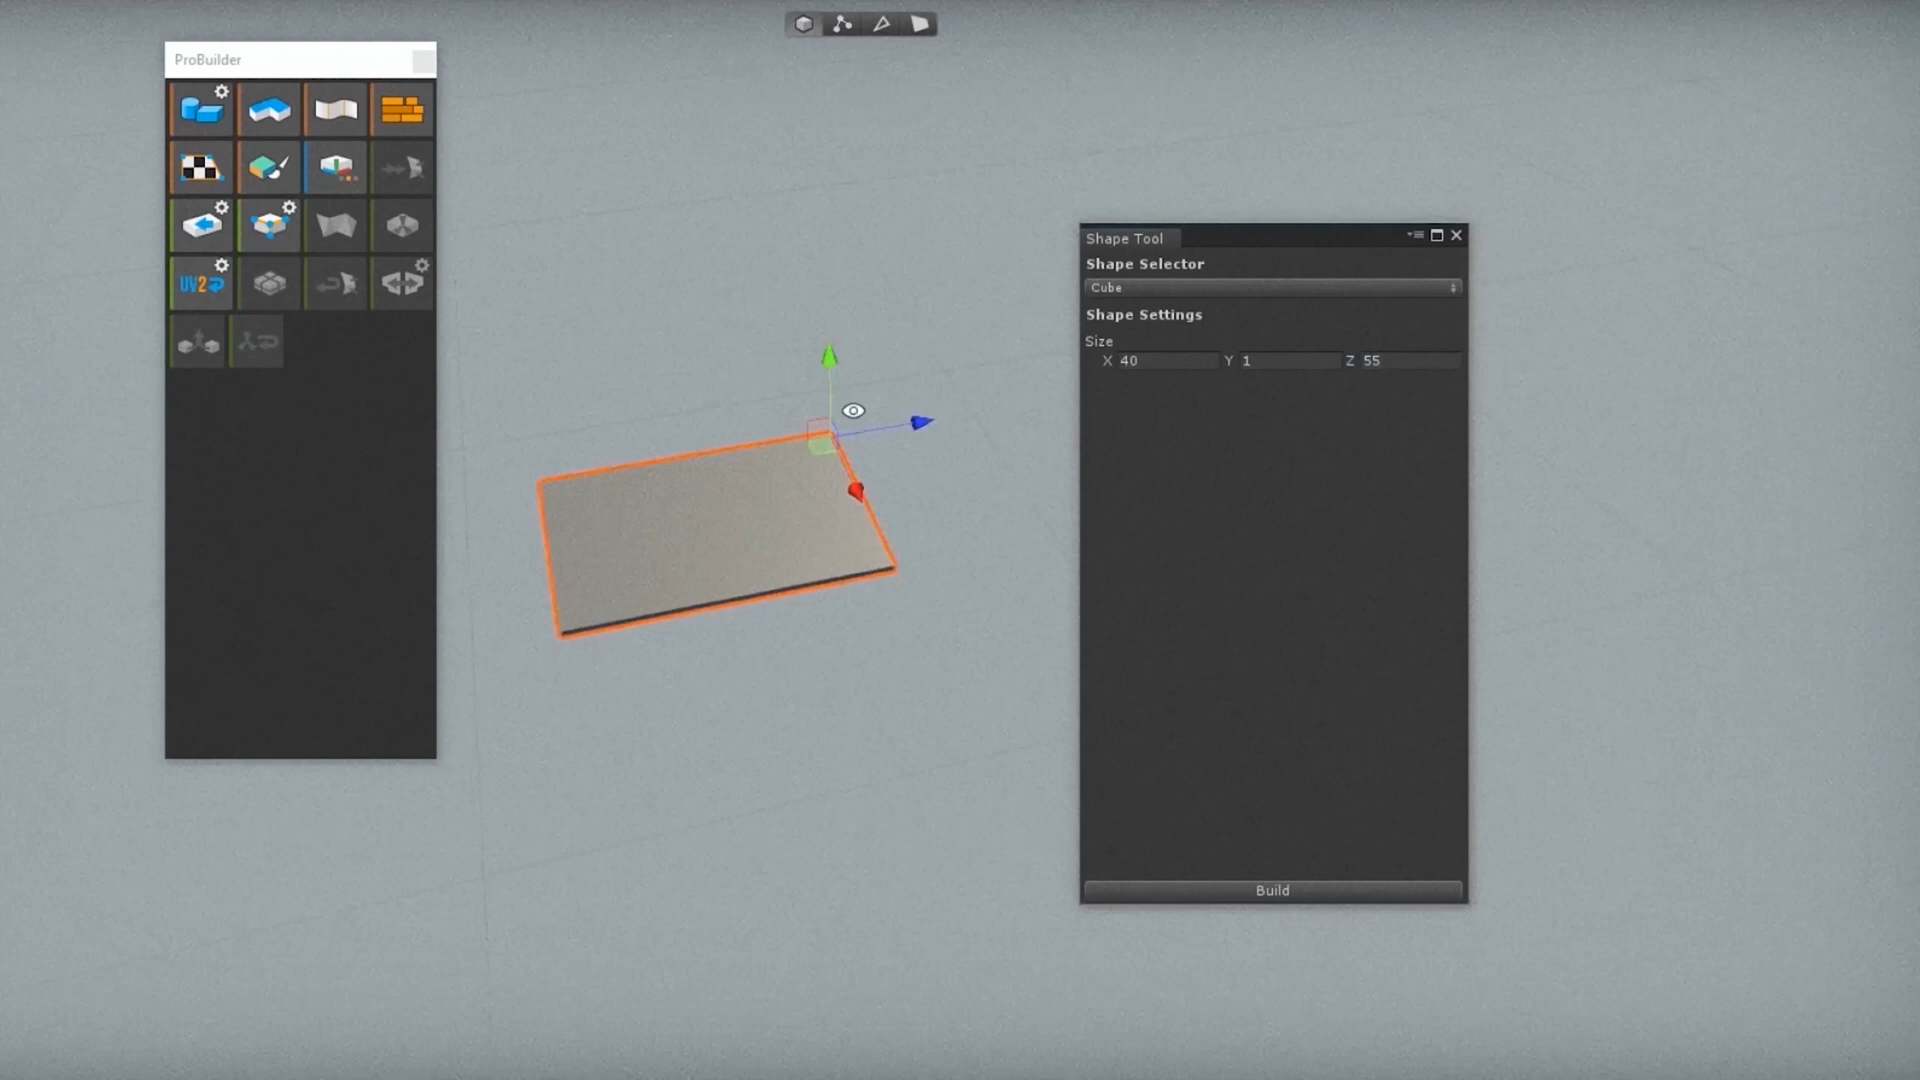 ProBuilder
UV2
Shape Tool
Shape Selector
Cube
Shape Settings
Size
X 40 Y 1 Z 55
Build